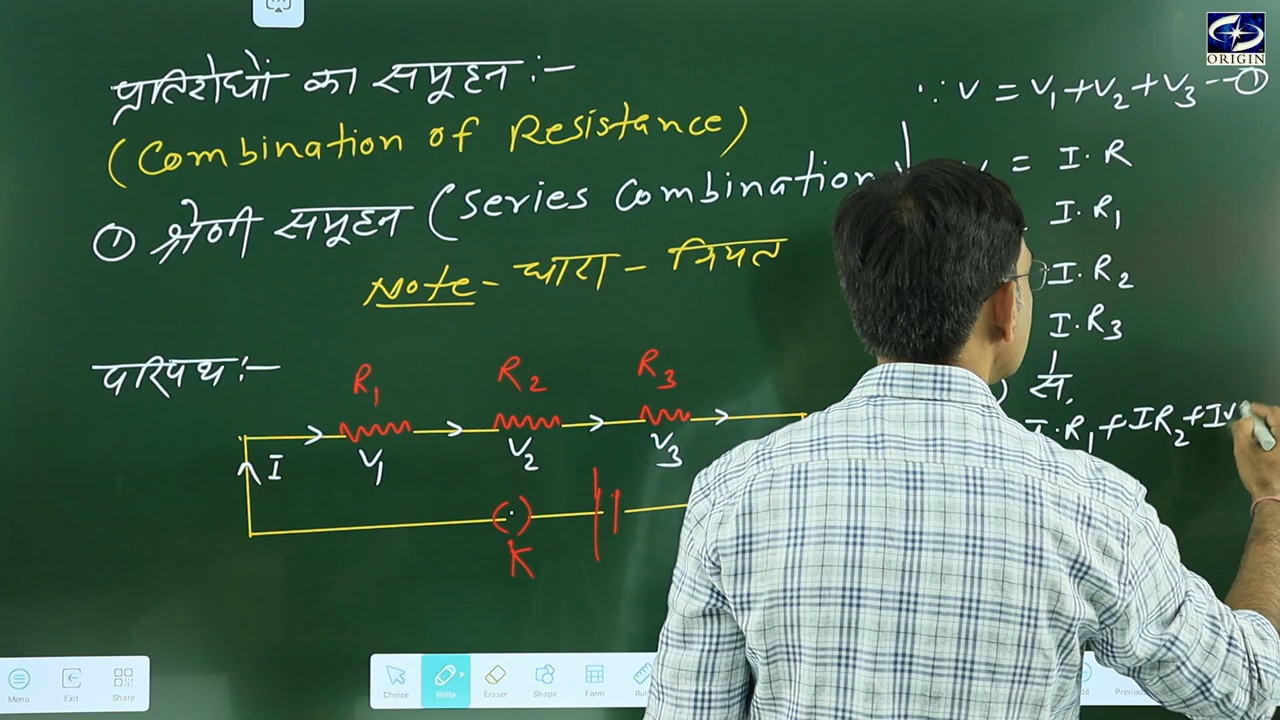 प्रतिरोधों का समूहन :-
(Combination of Resistance)
① श्रेणी समूहन (Series Combination
Note - धारा - नियत
परिपथ :-
R1 R2 R3
I V1 V2 V3
K
ORIGIN
∵ V = V1 + V2 + V3 -- ①
= I . R
I . R1
I . R2
I . R3
) से,
I . R1 + IR2 + I
Menu Exit Share
Choice Write Eraser Shape Form
Previous